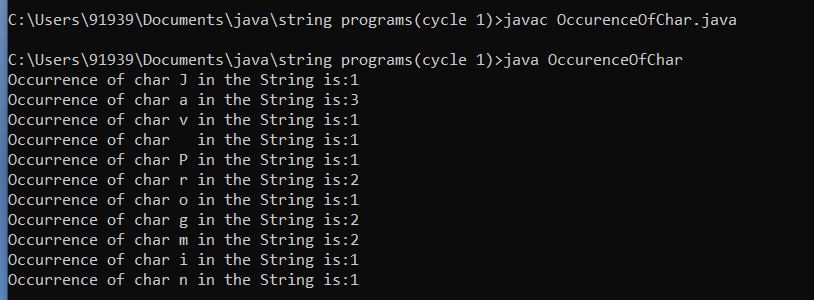 C:\Users\91939\Documents\java\string programs(cycle 1)>javac OccurenceOfChar.java
C:\Users\91939\Documents\java\string programs(cycle 1)>java OccurenceOfChar
Occurrence of char J in the String is:1
Occurrence of char a in the String is:3
Occurrence of char v in the String is:1
Occurrence of char   in the String is:1
Occurrence of char P in the String is:1
Occurrence of char r in the String is:2
Occurrence of char o in the String is:1
Occurrence of char g in the String is:2
Occurrence of char m in the String is:2
Occurrence of char i in the String is:1
Occurrence of char n in the String is:1